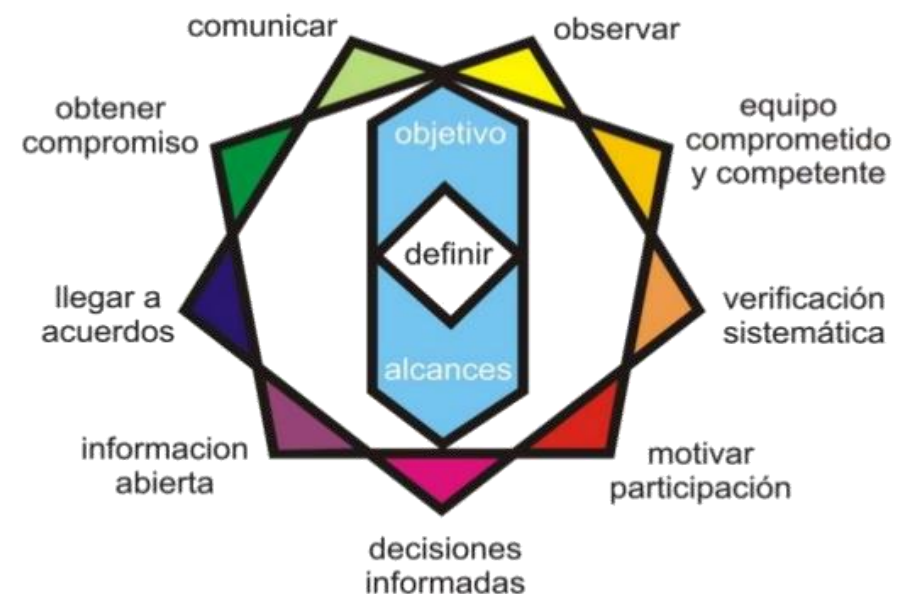 comunicar
observar
obtener
compromiso
equipo
comprometido
y competente
objetivo
definir
alcances
llegar a
acuerdos
verificación
sistemática
informacion
abierta
motivar
participación
decisiones
informadas